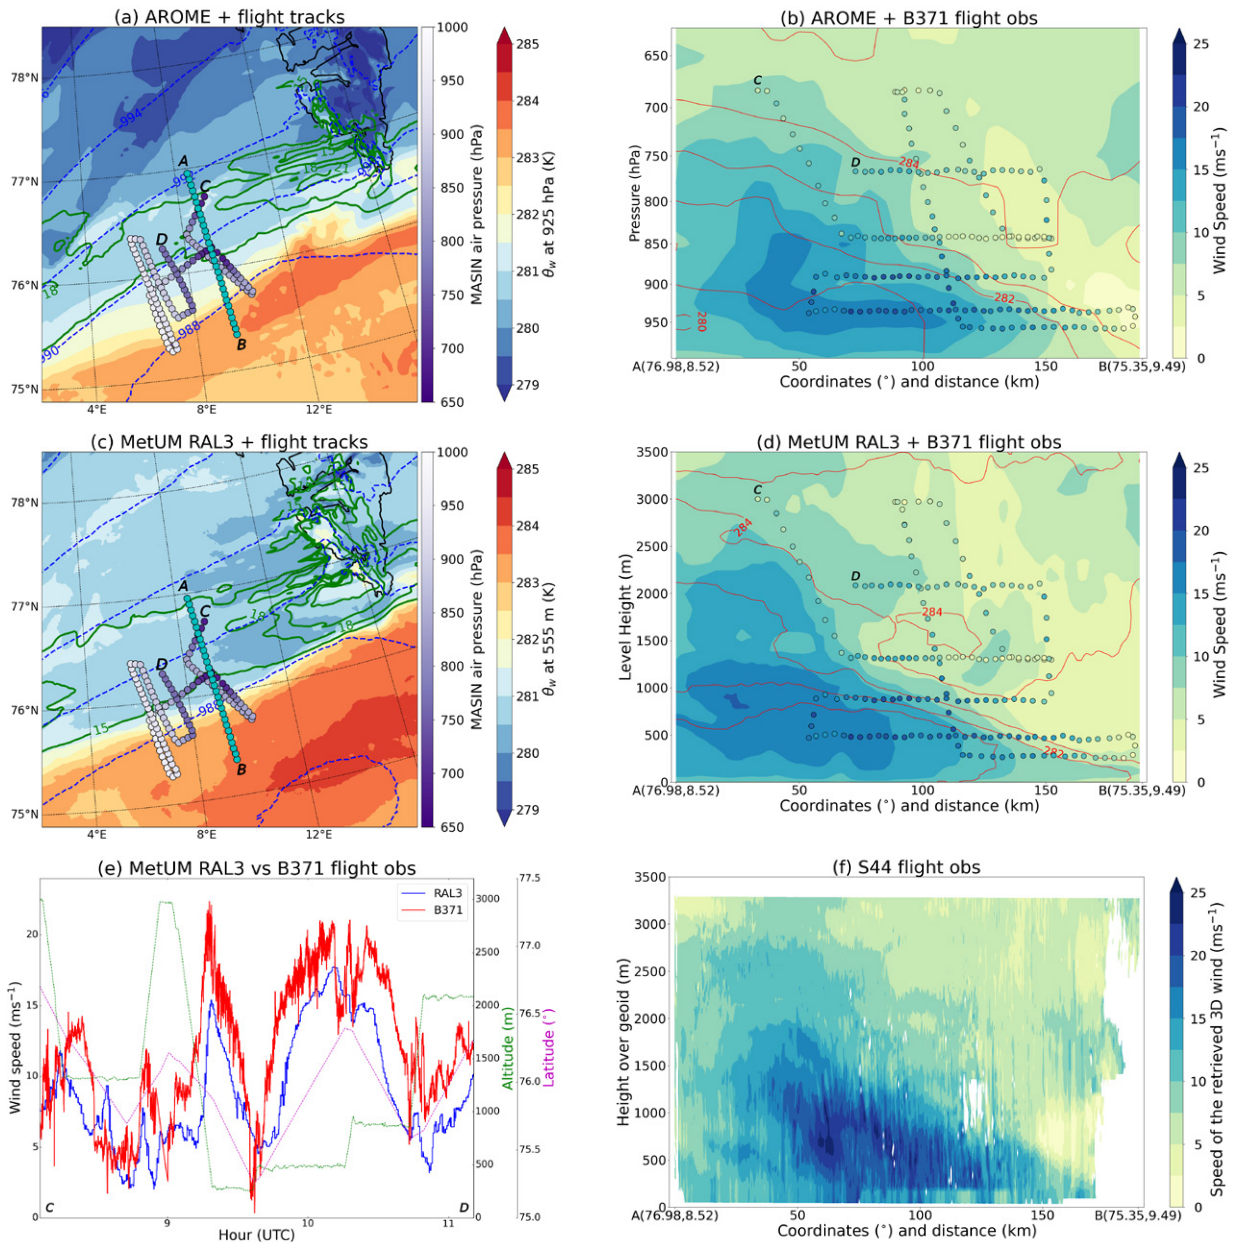 (a) AROME + flight tracks
78°N
77°N
76°N
75°N
4°E
8°E
12°E
994
990
988
18
15
A
B
C
D
1000
950
900
850
800
750
700
650
MASIN air pressure (hPa)
285
284
283
282
281
280
279
θw at 925 hPa (K)
(b) AROME + B371 flight obs
Pressure (hPa)
650
700
750
800
850
900
950
C
D
284
282
280
A(76.98,8.52)
50
100
150
B(75.35,9.49)
Coordinates (°) and distance (km)
25
20
15
10
5
0
Wind Speed (ms⁻¹)
(c) MetUM RAL3 + flight tracks
78°N
77°N
76°N
75°N
4°E
8°E
12°E
18
18
15
A
B
C
D
1000
950
900
850
800
750
700
650
MASIN air pressure (hPa)
285
284
283
282
281
280
279
θw at 555 m (K)
(d) MetUM RAL3 + B371 flight obs
Level Height (m)
3500
3000
2500
2000
1500
1000
500
0
C
D
284
284
282
A(76.98,8.52)
50
100
150
B(75.35,9.49)
Coordinates (°) and distance (km)
25
20
15
10
5
0
Wind Speed (ms⁻¹)
(e) MetUM RAL3 vs B371 flight obs
RAL3
B371
Wind speed (ms⁻¹)
20
15
10
5
0
C
D
9
10
11
Hour (UTC)
3000
2500
2000
1500
1000
500
0
Altitude (m)
77.5
77.0
76.5
76.0
75.5
75.0
Latitude (°)
(f) S44 flight obs
Height over geoid (m)
3500
3000
2500
2000
1500
1000
500
0
A(76.98,8.52)
50
100
150
B(75.35,9.49)
Coordinates (°) and distance (km)
25
20
15
10
5
0
Speed of the retrieved 3D wind (ms⁻¹)